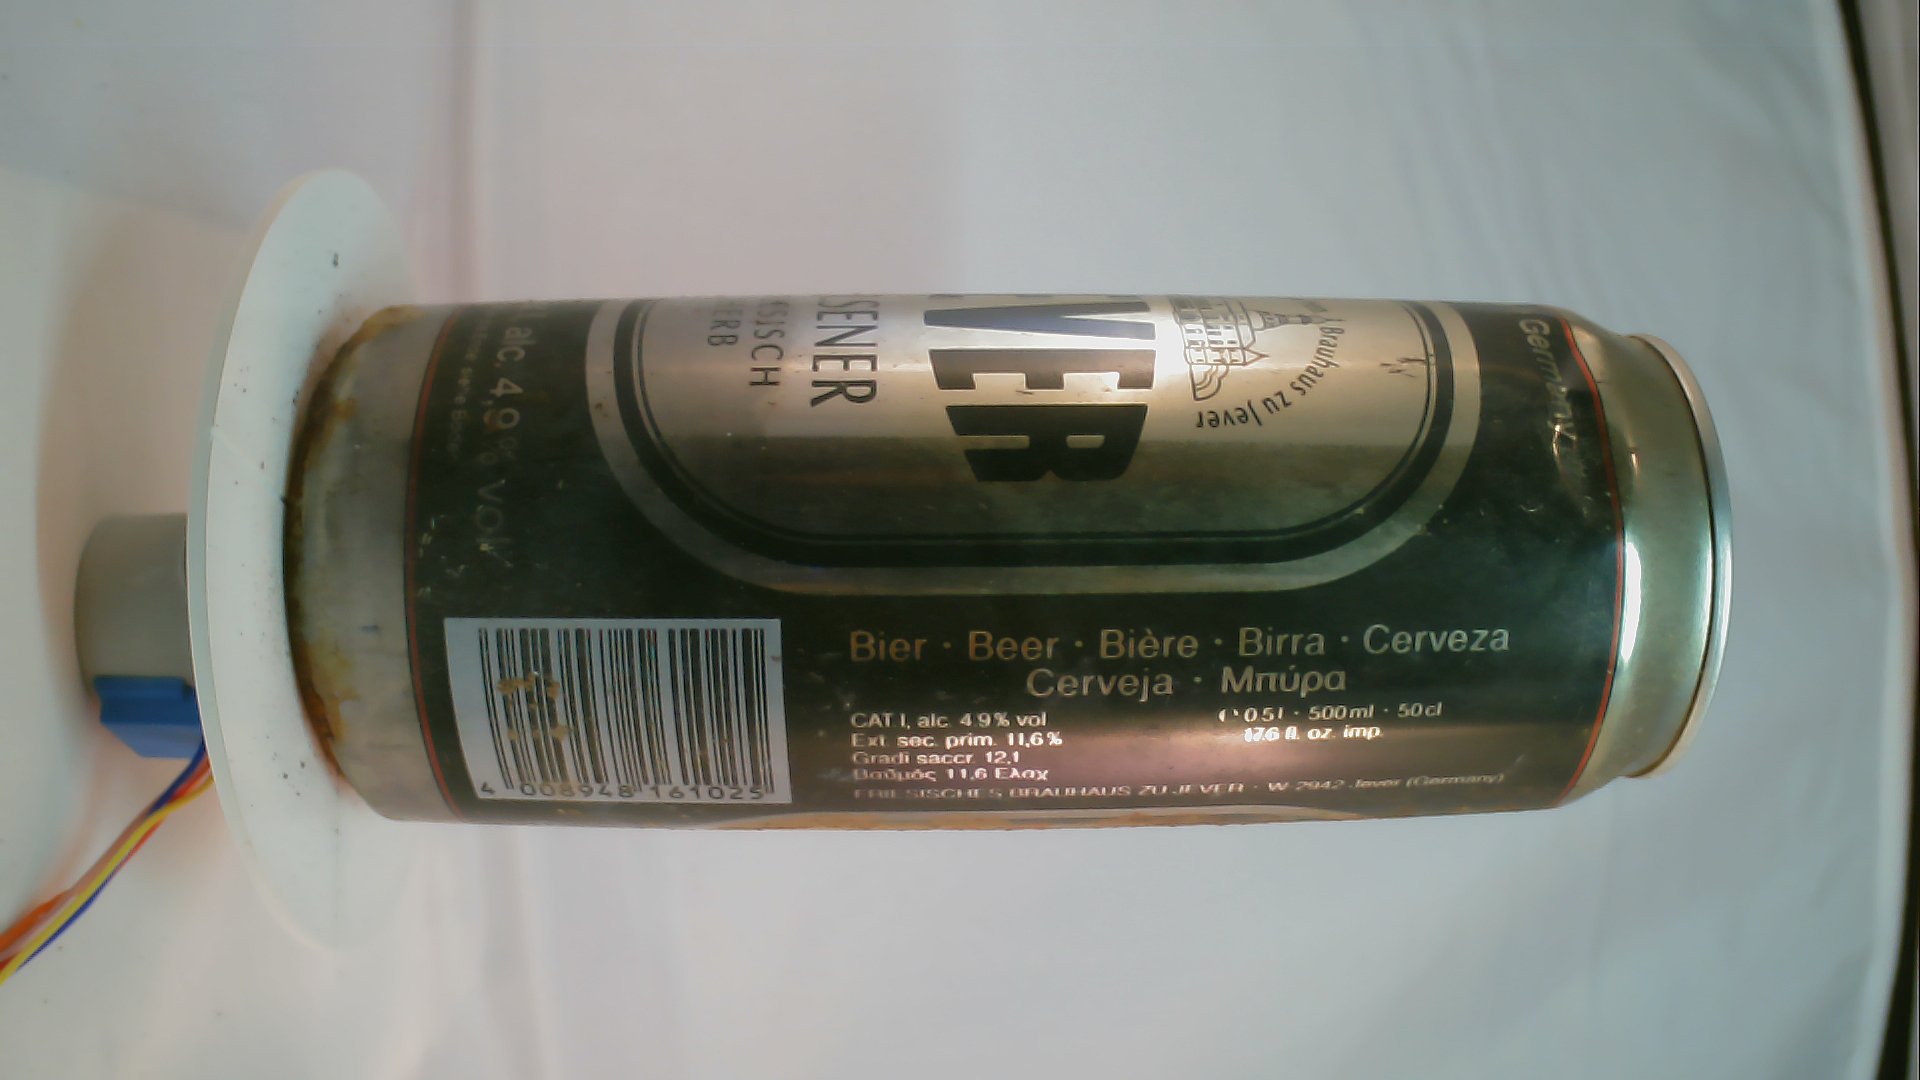 Bier · Beer · Bière · Birra · Cerveza
Cerveja · Μπύρα
CAT I, alc. 4,9% vol
Ext. sec. prim. 11,6%
Gradi saccr. 12,1
Βαθμός 11,6 Ελαχ
0,5 l · 500 ml · 50 cl
17,6 fl. oz. imp.
FRIESISCHES BRAUHAUS ZU JEVER · W-2942 Jever (Germany)
4 008948 161025
Brauhaus zu Jever
VER
SENER
SISCH
ERB
alc. 4,9% VOL
Germany